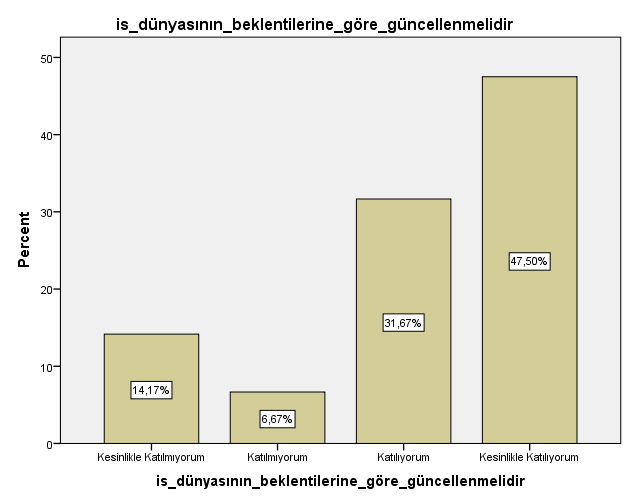 is_dünyasının_beklentilerine_göre_güncellenmelidir
50
40
30
20
10
0
Percent
14,17%
6,67%
31,67%
47,50%
Kesinlikle Katılmıyorum
Katılmıyorum
Katılıyorum
Kesinlikle Katılıyorum
is_dünyasının_beklentilerine_göre_güncellenmelidir